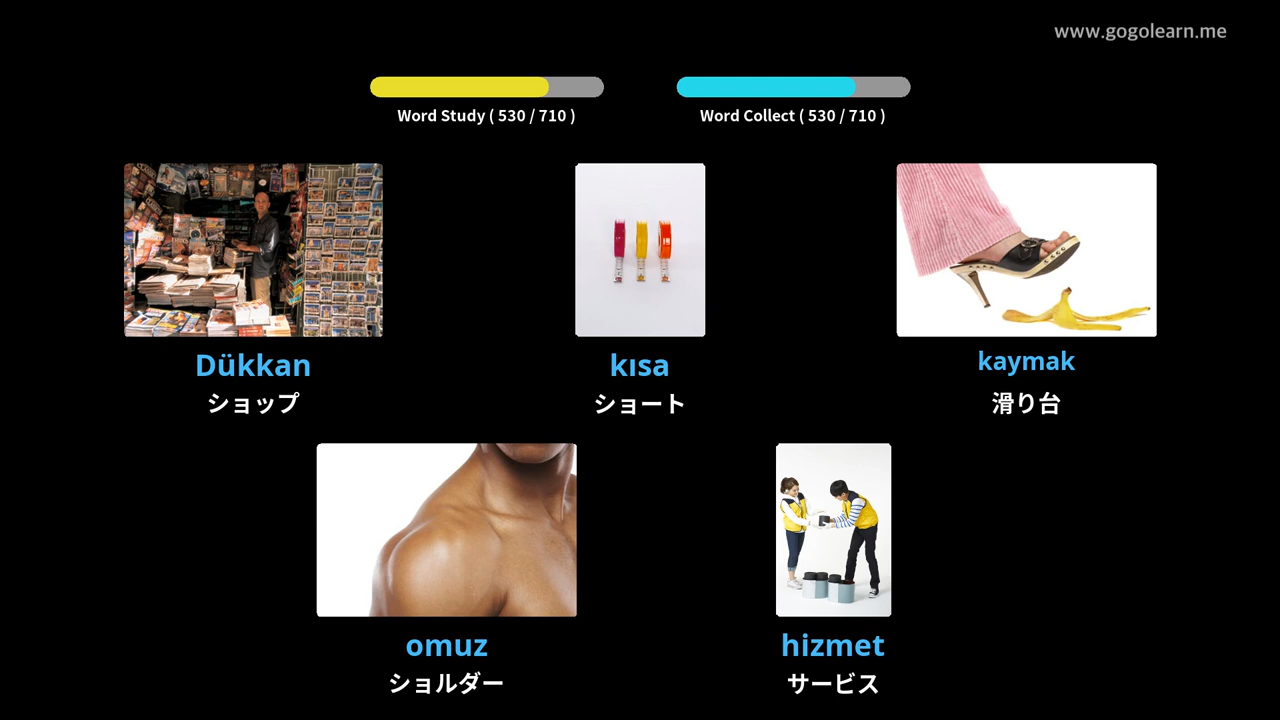 www.gogolearn.me
Word Study ( 530 / 710 )
Word Collect ( 530 / 710 )
Dükkan
ショップ
kısa
ショート
kaymak
滑り台
omuz
ショルダー
hizmet
サービス